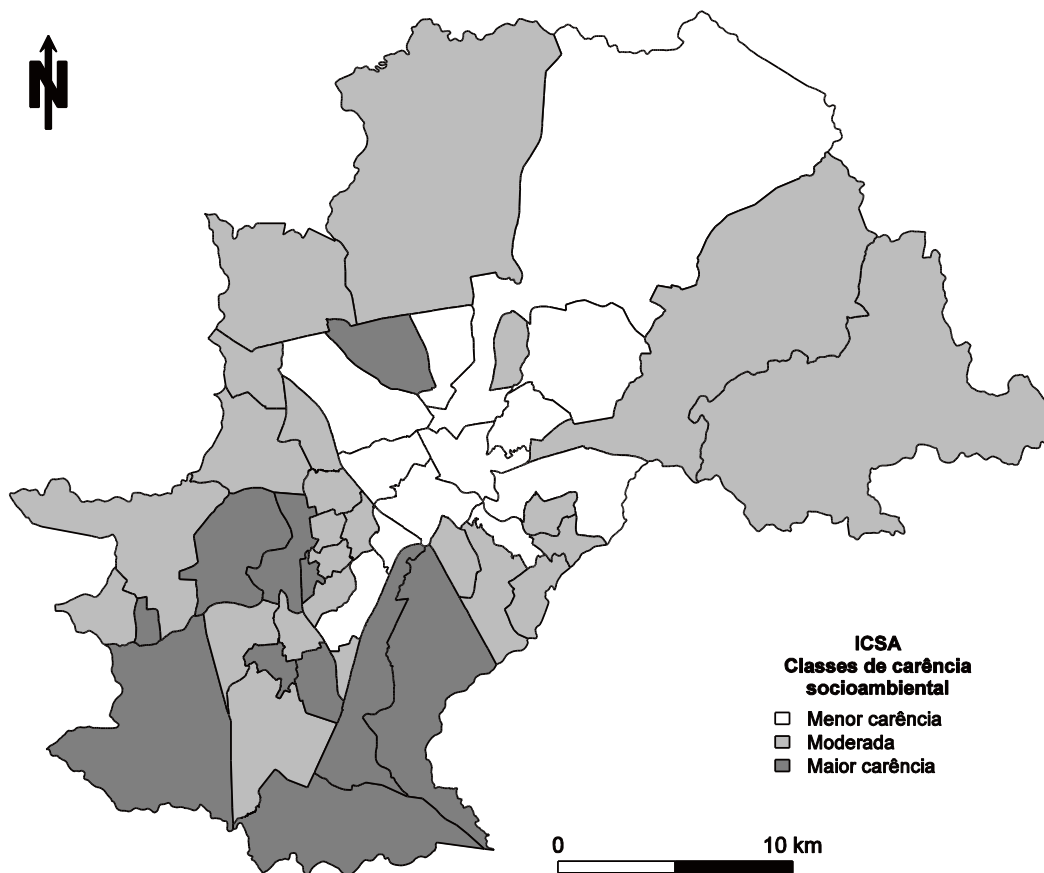 N
ICSA
Classes de carência
socioambiental
Menor carência
Moderada
Maior carência
0 10 km